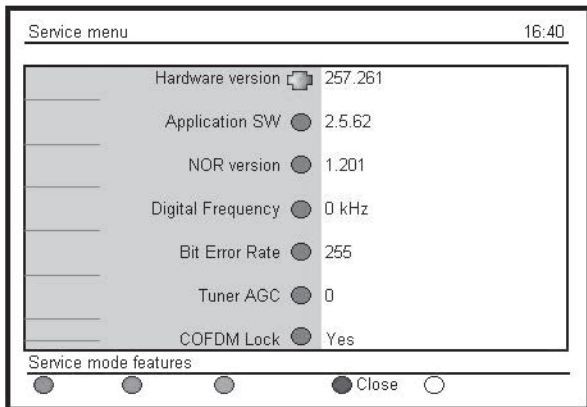 Service menu 16:40
Hardware version 257.261
Application SW 2.5.62
NOR version 1.201
Digital Frequency 0 kHz
Bit Error Rate 255
Tuner AGC 0
COFDM Lock Yes
Service mode features
Close